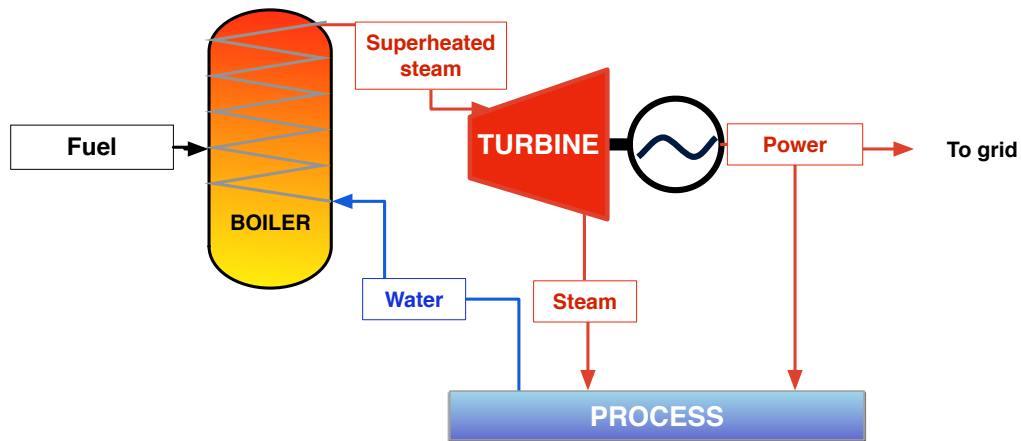 Superheated
steam
Fuel
TURBINE
Power
To grid
BOILER
Water
Steam
PROCESS